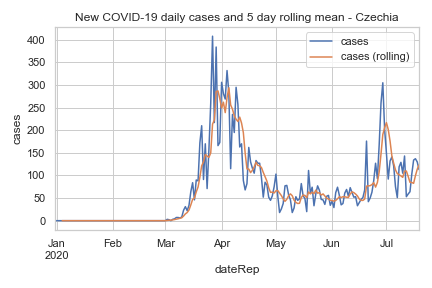 New COVID-19 daily cases and 5 day rolling mean - Czechia
cases
cases (rolling)
400
350
300
250
200
150
100
50
0
cases
Jan Feb Mar Apr May Jun Jul
2020
dateRep